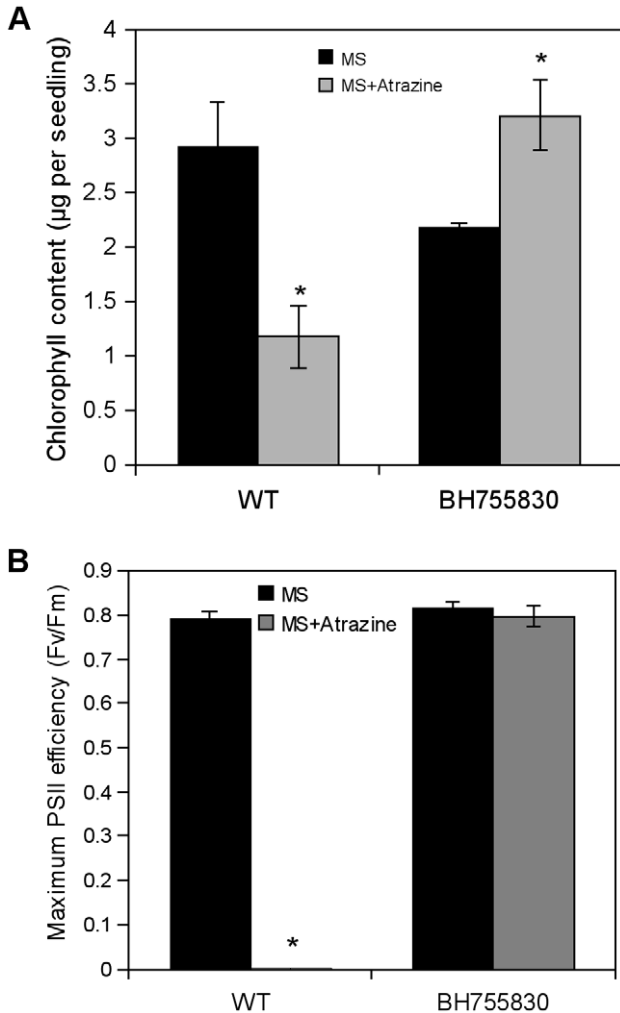 A
Chlorophyll content (µg per seedling)
4
3.5
3
2.5
2
1.5
1
0.5
0
MS
MS+Atrazine
*
*
WT
BH755830
B
Maximum PSII efficiency (Fv/Fm)
0.9
0.8
0.7
0.6
0.5
0.4
0.3
0.2
0.1
0
MS
MS+Atrazine
*
WT
BH755830